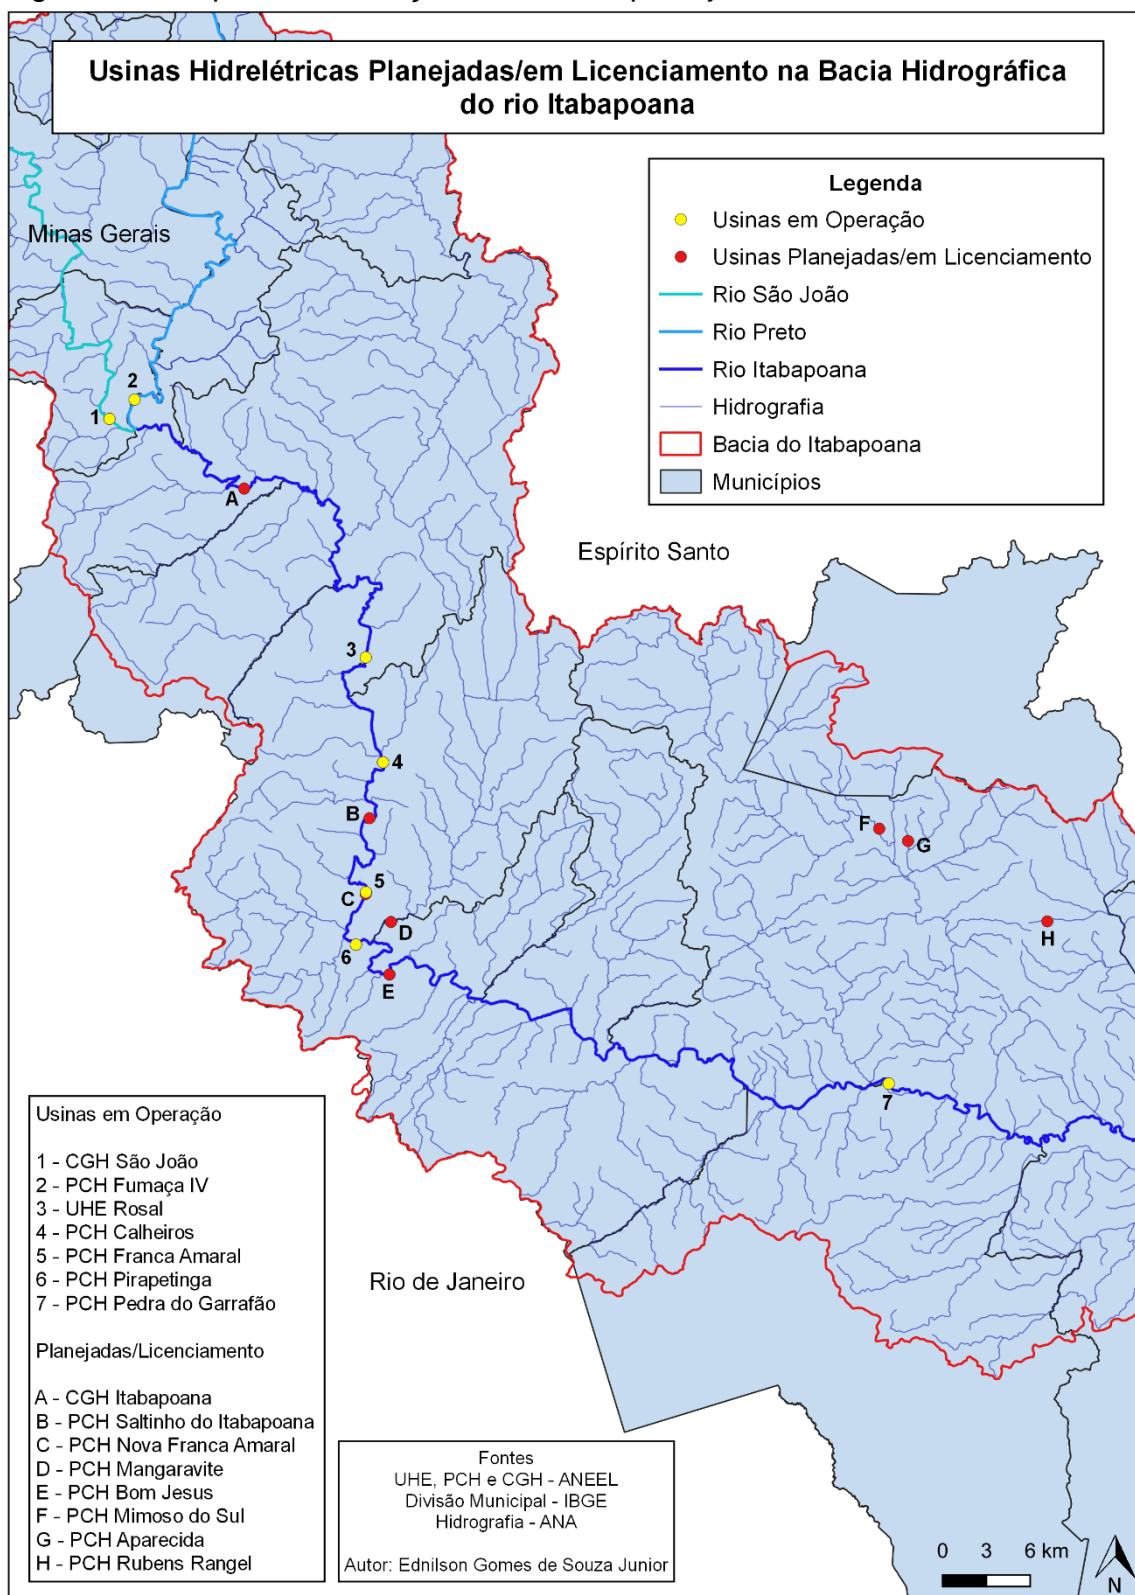 Usinas Hidrelétricas Planejadas/em Licenciamento na Bacia Hidrográfica
do rio Itabapoana
Legenda
Usinas em Operação
Usinas Planejadas/em Licenciamento
Rio São João
Rio Preto
Rio Itabapoana
Hidrografia
Bacia do Itabapoana
Municípios
Minas Gerais
2
1
A
Espírito Santo
3
4
B
F
G
5
C
D
H
6
E
7
Rio de Janeiro
Usinas em Operação
1 - CGH São João
2 - PCH Fumaça IV
3 - UHE Rosal
4 - PCH Calheiros
5 - PCH Franca Amaral
6 - PCH Pirapetinga
7 - PCH Pedra do Garrafão
Planejadas/Licenciamento
A - CGH Itabapoana
B - PCH Saltinho do Itabapoana
C - PCH Nova Franca Amaral
D - PCH Mangaravite
E - PCH Bom Jesus
F - PCH Mimoso do Sul
G - PCH Aparecida
H - PCH Rubens Rangel
Fontes
UHE, PCH e CGH - ANEEL
Divisão Municipal - IBGE
Hidrografia - ANA
Autor: Ednilson Gomes de Souza Junior
0 3 6 km
N